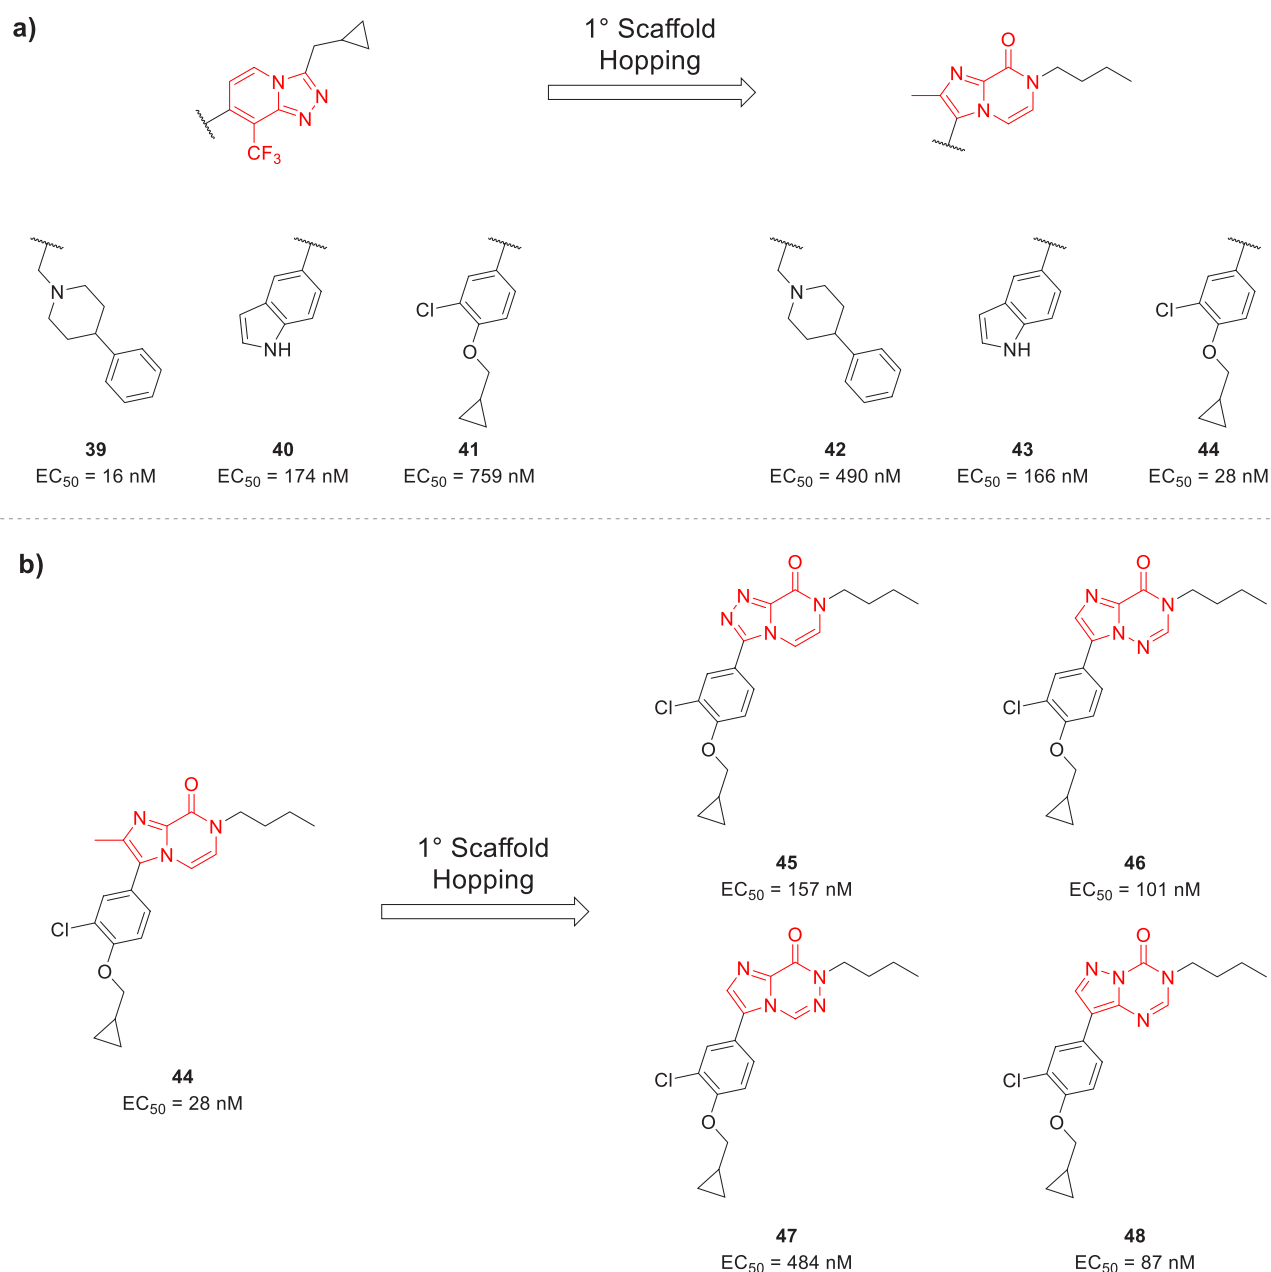 a)
1° Scaffold
Hopping
N
N
N
CF3
O
N
N
N
N
NH
Cl
O
N
NH
Cl
O
39
40
41
42
43
44
EC50 = 16 nM
EC50 = 174 nM
EC50 = 759 nM
EC50 = 490 nM
EC50 = 166 nM
EC50 = 28 nM
b)
O
N
N
N
N
N
Cl
O
45
EC50 = 157 nM
O
N
N
N
N
Cl
O
46
EC50 = 101 nM
O
N
N
N
Cl
O
44
EC50 = 28 nM
1° Scaffold
Hopping
O
N
N
N
N
Cl
O
47
EC50 = 484 nM
O
N
N
N
N
Cl
O
48
EC50 = 87 nM